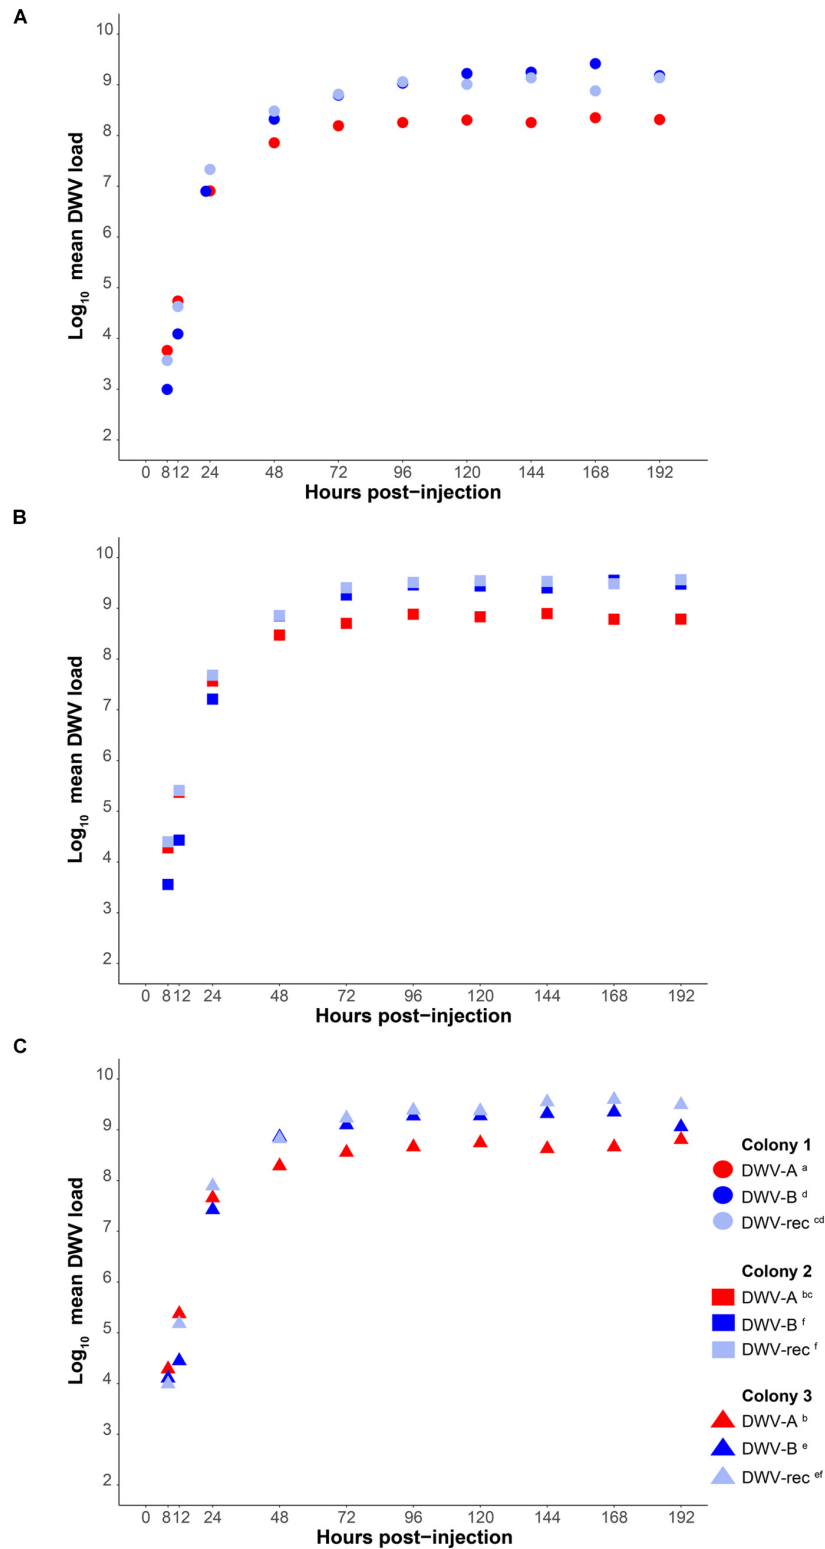 A
Log10 mean DWV load
10
9
8
7
6
5
4
3
2
0 8 12 24 48 72 96 120 144 168 192
Hours post−injection
B
Log10 mean DWV load
10
9
8
7
6
5
4
3
2
0 8 12 24 48 72 96 120 144 168 192
Hours post−injection
C
Log10 mean DWV load
10
9
8
7
6
5
4
3
2
0 8 12 24 48 72 96 120 144 168 192
Hours post−injection
Colony 1
DWV-A a
DWV-B d
DWV-rec cd
Colony 2
DWV-A bc
DWV-B f
DWV-rec f
Colony 3
DWV-A b
DWV-B e
DWV-rec ef